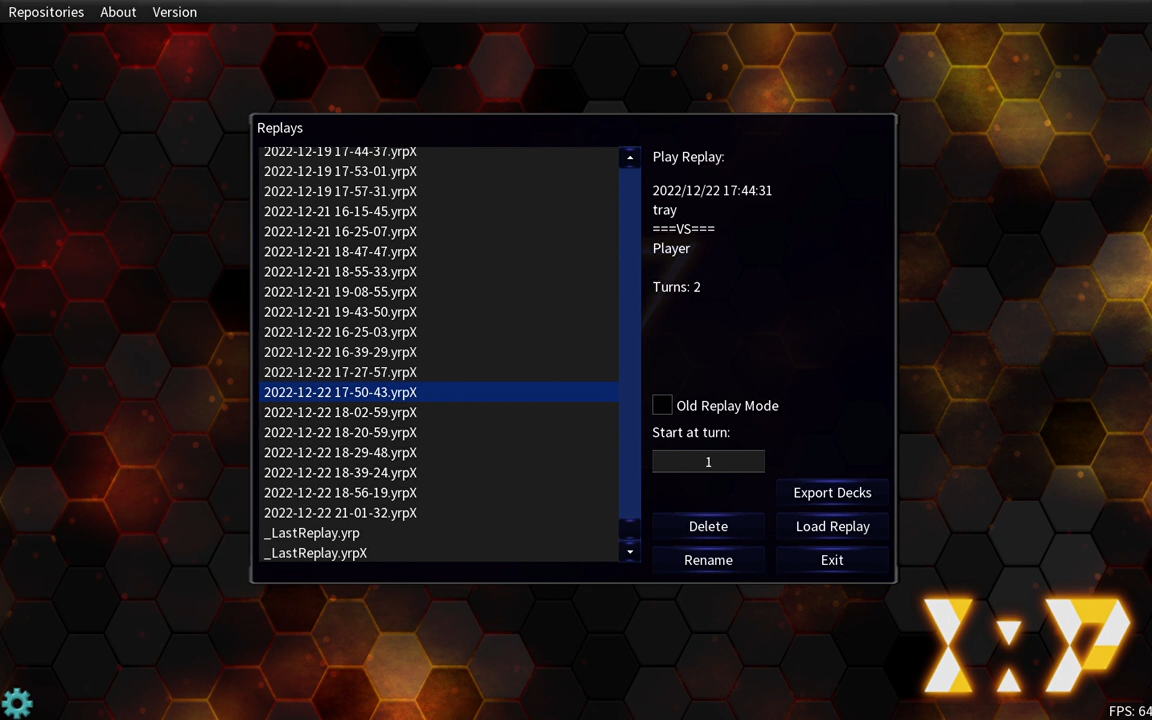 Repositories About Version
Replays
2022-12-19 17-44-37.yrpX
2022-12-19 17-53-01.yrpX
2022-12-19 17-57-31.yrpX
2022-12-21 16-15-45.yrpX
2022-12-21 16-25-07.yrpX
2022-12-21 18-47-47.yrpX
2022-12-21 18-55-33.yrpX
2022-12-21 19-08-55.yrpX
2022-12-21 19-43-50.yrpX
2022-12-22 16-25-03.yrpX
2022-12-22 16-39-29.yrpX
2022-12-22 17-27-57.yrpX
2022-12-22 17-50-43.yrpX
2022-12-22 18-02-59.yrpX
2022-12-22 18-20-59.yrpX
2022-12-22 18-29-48.yrpX
2022-12-22 18-39-24.yrpX
2022-12-22 18-56-19.yrpX
2022-12-22 21-01-32.yrpX
_LastReplay.yrp
_LastReplay.yrpX
Play Replay:
2022/12/22 17:44:31
tray
===VS===
Player
Turns: 2
Old Replay Mode
Start at turn:
1
Export Decks
Delete Load Replay
Rename Exit
X:P
FPS: 64